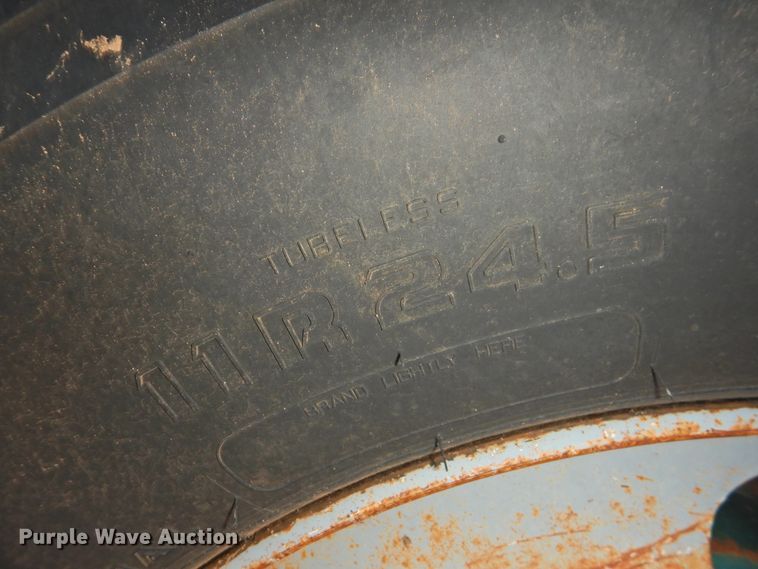 TUBELESS
11R24.5
BRAND LIGHTLY HERE
Purple Wave Auction